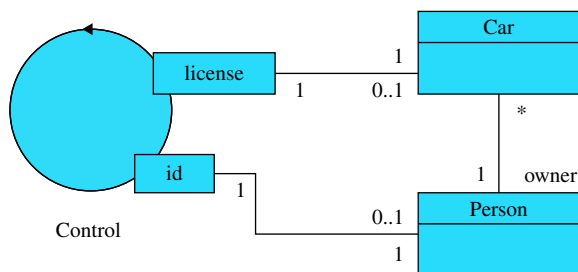 Car
1
license
1
0..1
*
1
owner
id
1
0..1
Person
Control
1